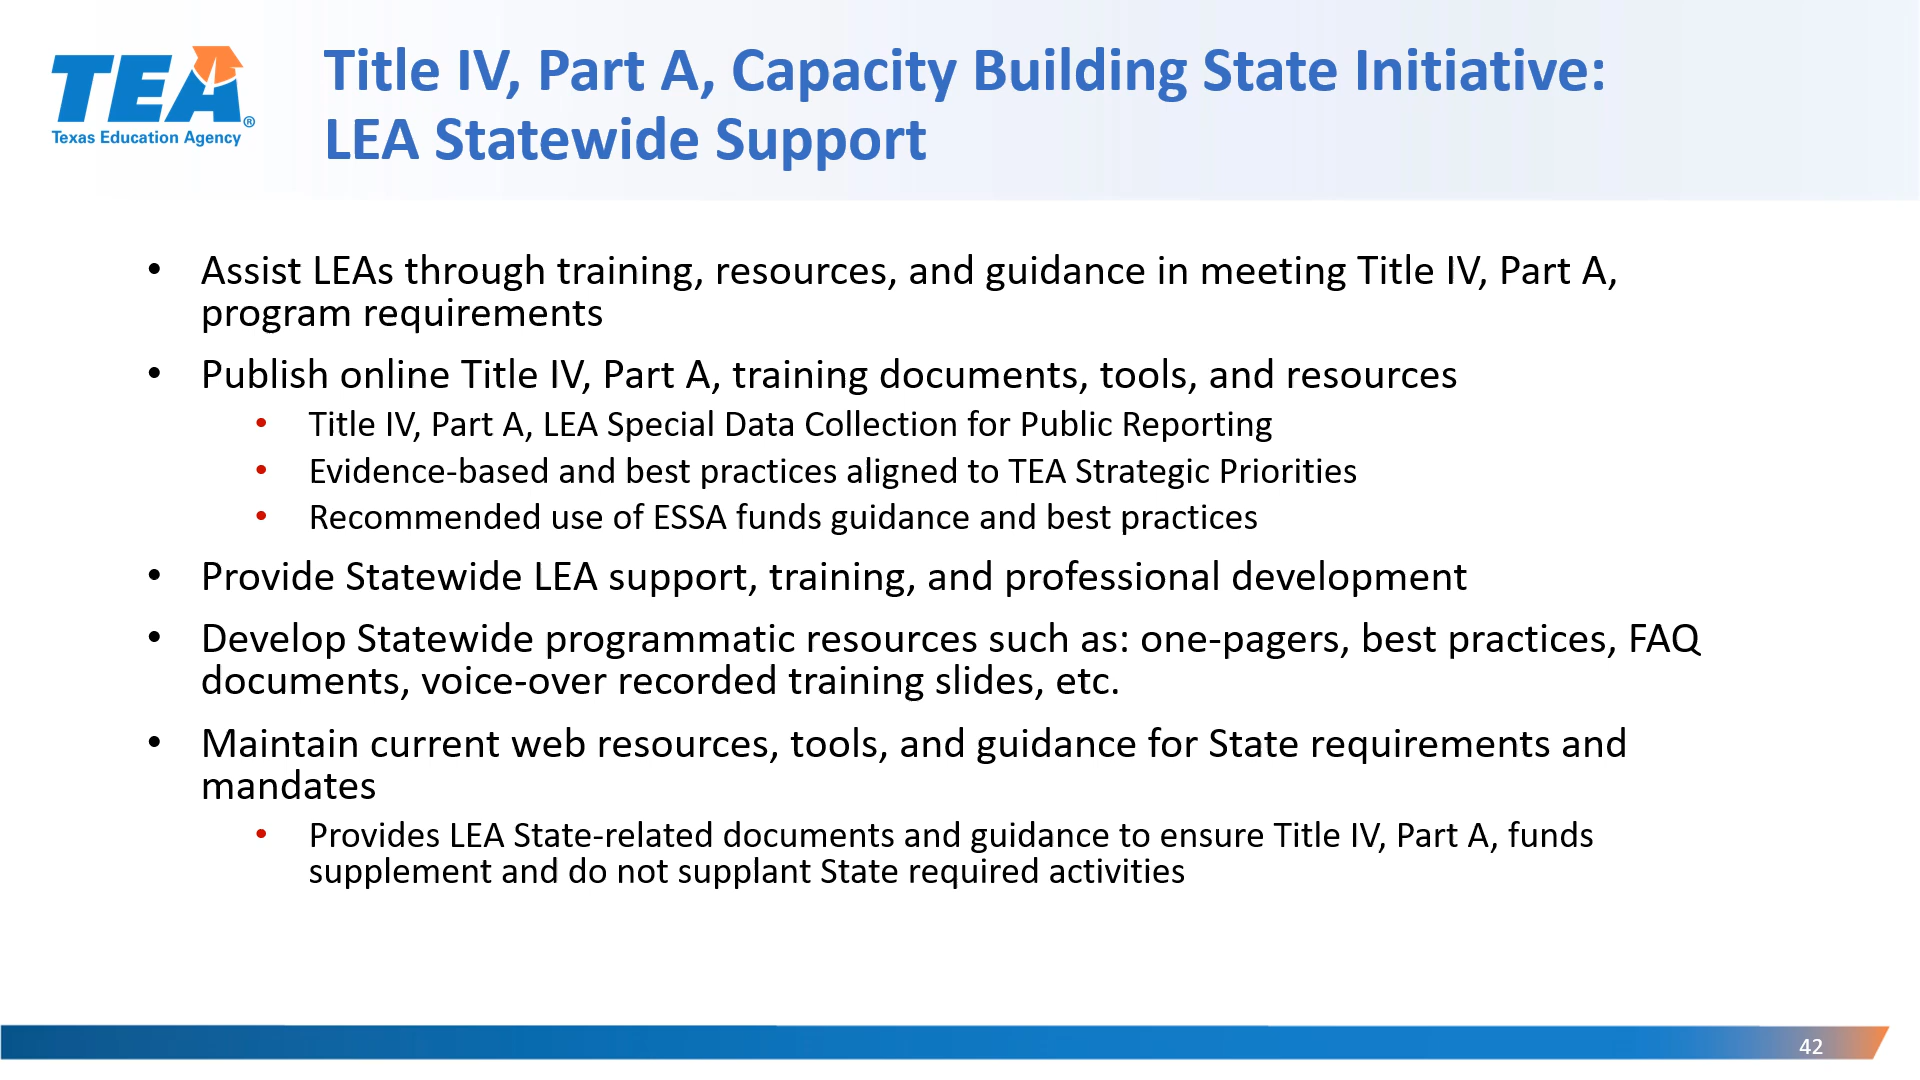 TEA®
Texas Education Agency
Title IV, Part A, Capacity Building State Initiative:
LEA Statewide Support
• Assist LEAs through training, resources, and guidance in meeting Title IV, Part A,
program requirements
• Publish online Title IV, Part A, training documents, tools, and resources
• Title IV, Part A, LEA Special Data Collection for Public Reporting
• Evidence-based and best practices aligned to TEA Strategic Priorities
• Recommended use of ESSA funds guidance and best practices
• Provide Statewide LEA support, training, and professional development
• Develop Statewide programmatic resources such as: one-pagers, best practices, FAQ
documents, voice-over recorded training slides, etc.
• Maintain current web resources, tools, and guidance for State requirements and
mandates
• Provides LEA State-related documents and guidance to ensure Title IV, Part A, funds
supplement and do not supplant State required activities
42